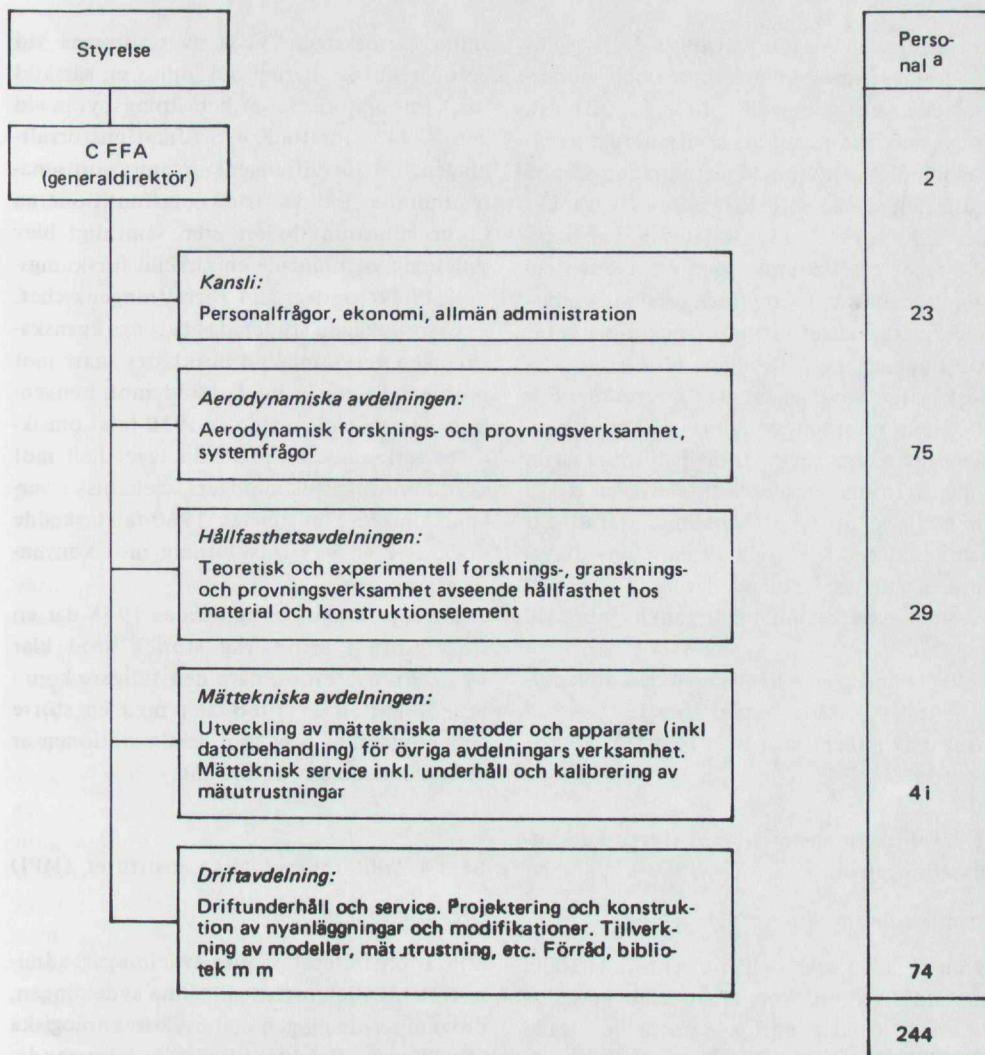 Styrelse
Perso-
nal a
C FFA
(generaldirektör)
2
Kansli:
Personalfrågor, ekonomi, allmän administration
23
Aerodynamiska avdelningen:
Aerodynamisk forsknings- och provningsverksamhet,
systemfrågor
75
Hållfasthetsavdelningen:
Teoretisk och experimentell forsknings-, gransknings-
och provningsverksamhet avseende hållfasthet hos
material och konstruktionselement
29
Mättekniska avdelningen:
Utveckling av mättekniska metoder och apparater (inkl
datorbehandling) för övriga avdelningars verksamhet.
Mätteknisk service inkl. underhåll och kalibrering av
mätutrustningar
4i
Driftavdelning:
Driftunderhåll och service. Projektering och konstruk-
tion av nyanläggningar och modifikationer. Tillverk-
ning av modeller, mät .utrustning, etc. Förråd, biblio-
tek m m
74
244